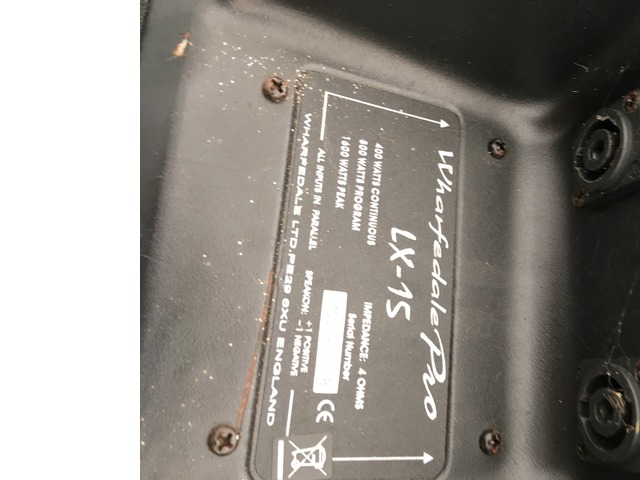 Wharfedale Pro
LX-15
400 WATTS CONTINUOUS
800 WATTS PROGRAM
1600 WATTS PEAK
IMPEDANCE: 4 OHMS
Serial Number
ALL INPUTS IN PARALLEL
SPEAKON: +1 POSITIVE
-1 NEGATIVE
CE
WHARFEDALE LTD, PE29 6XU ENGLAND